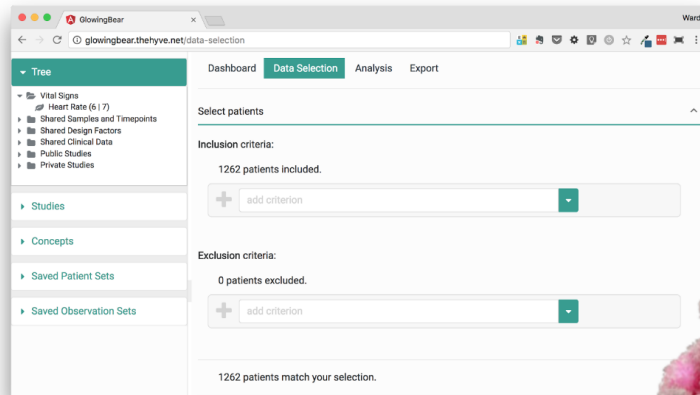 GlowingBear
Ward
glowingbear.thehyve.net/data-selection
Tree
Vital Signs
Heart Rate (6 | 7)
Shared Samples and Timepoints
Shared Design Factors
Shared Clinical Data
Public Studies
Private Studies
Studies
Concepts
Saved Patient Sets
Saved Observation Sets
Dashboard Data Selection Analysis Export
Select patients
Inclusion criteria:
1262 patients included.
add criterion
Exclusion criteria:
0 patients excluded.
add criterion
1262 patients match your selection.